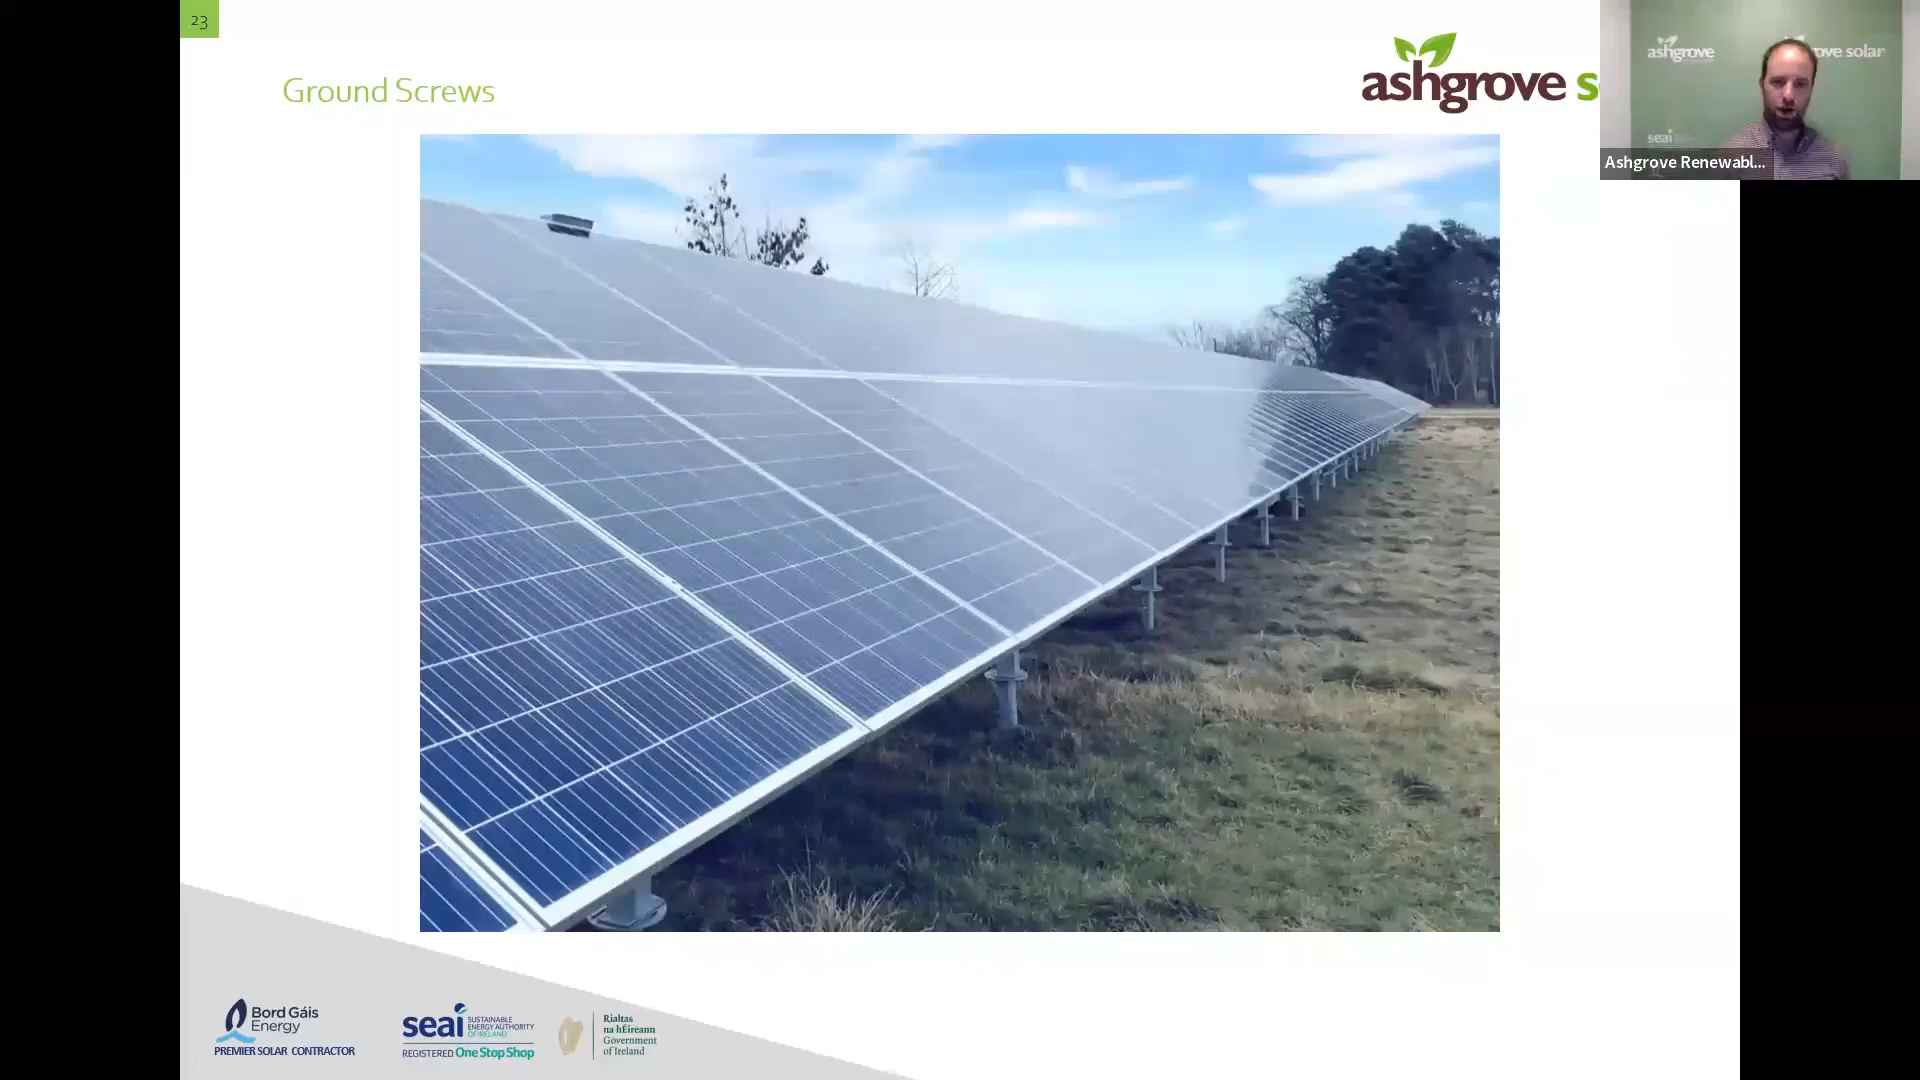 23
Ground Screws
ashgrove s
ashgrove
ove solar
seai
Ashgrove Renewabl...
Bord Gáis
Energy
PREMIER SOLAR CONTRACTOR
seai SUSTAINABLE
ENERGY AUTHORITY
OF IRELAND
REGISTERED One Stop Shop
Rialtas
na hÉireann
Government
of Ireland